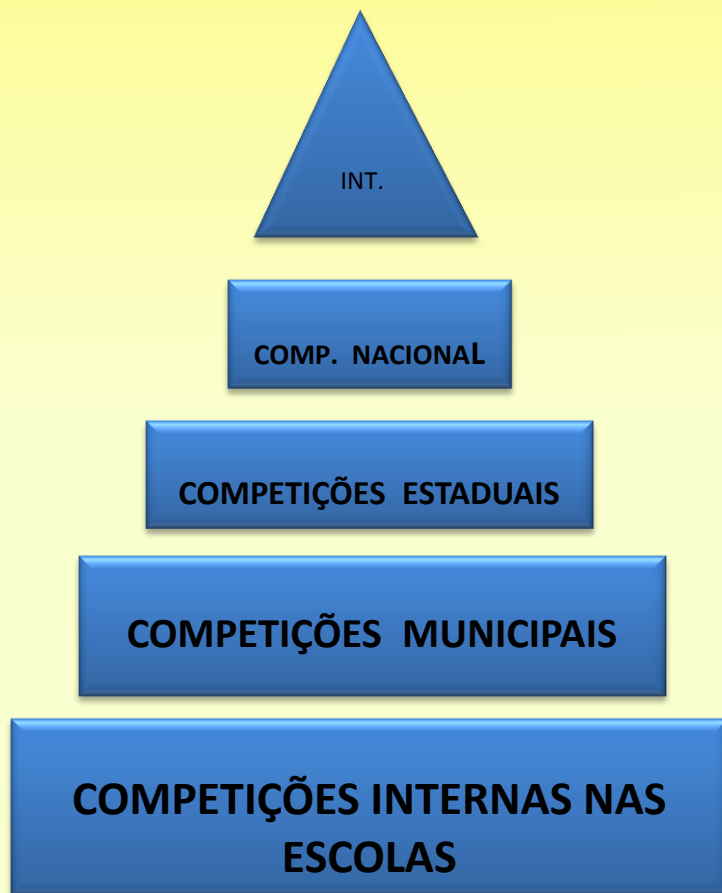 INT.
COMP. NACIONAL
COMPETIÇÕES ESTADUAIS
COMPETIÇÕES MUNICIPAIS
COMPETIÇÕES INTERNAS NAS
ESCOLAS